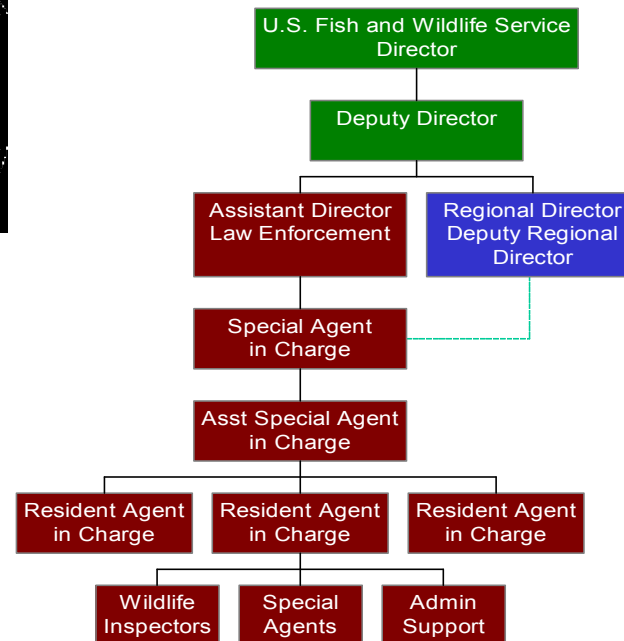 U.S. Fish and Wildlife Service
Director
Deputy Director
Assistant Director
Law Enforcement
Regional Director
Deputy Regional
Director
Special Agent
in Charge
Asst Special Agent
in Charge
Resident Agent
in Charge
Resident Agent
in Charge
Resident Agent
in Charge
Wildlife
Inspectors
Special
Agents
Admin
Support